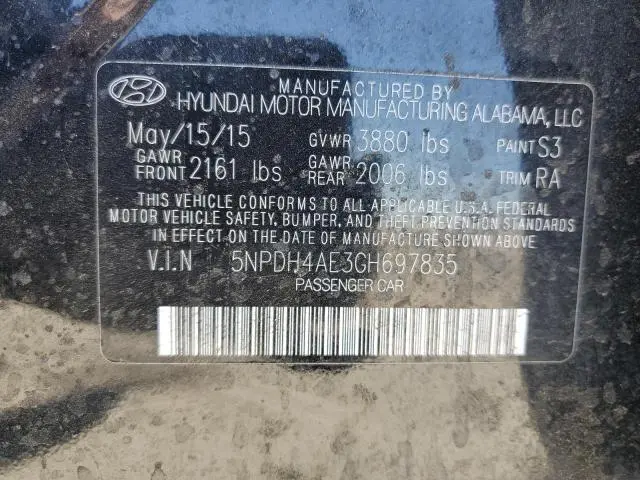 MANUFACTURED BY
HYUNDAI MOTOR MANUFACTURING ALABAMA, LLC
May/15/15 GVWR 3880 lbs PAINT S3
GAWR FRONT 2161 lbs GAWR REAR 2006 lbs TRIM RA
THIS VEHICLE CONFORMS TO ALL APPLICABLE U.S.A. FEDERAL
MOTOR VEHICLE SAFETY, BUMPER, AND THEFT PREVENTION STANDARDS
IN EFFECT ON THE DATE OF MANUFACTURE SHOWN ABOVE.
V.I.N 5NPDH4AE3GH697835
PASSENGER CAR